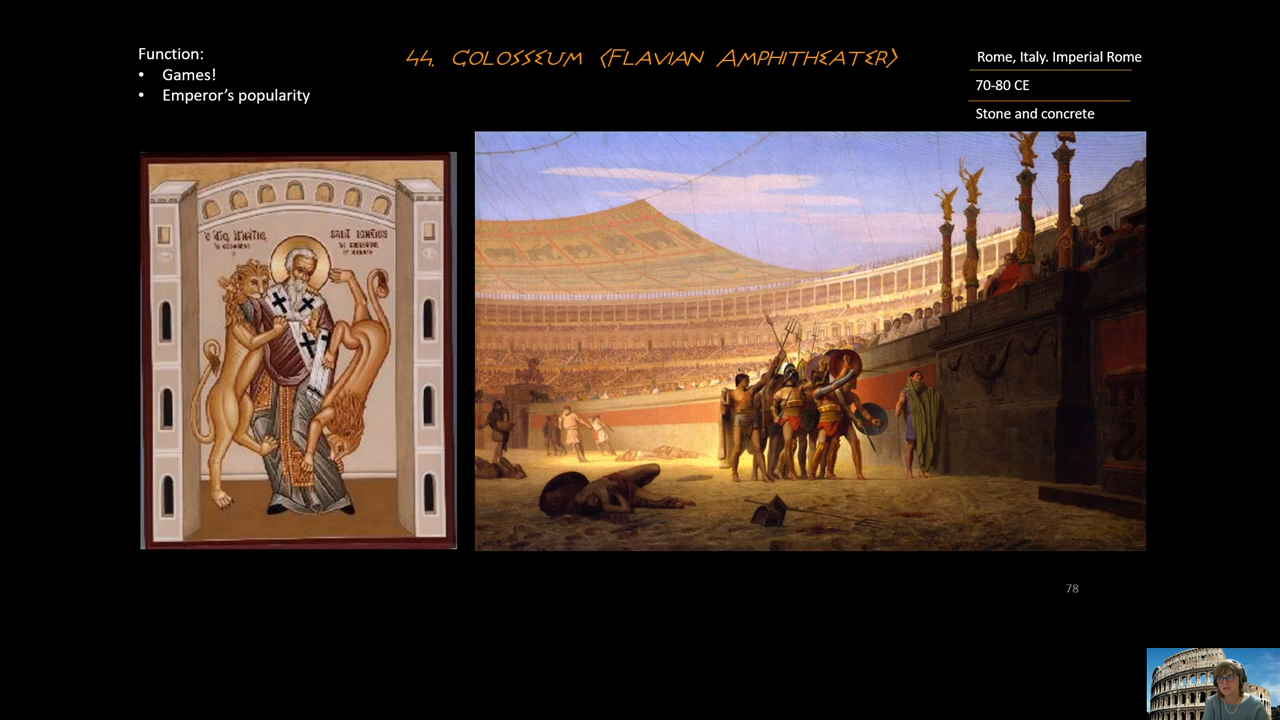 Function:
• Games!
• Emperor's popularity
44. Colosseum (Flavian Amphitheater)
Rome, Italy. Imperial Rome
70-80 CE
Stone and concrete
SAINT IGNATIUS
78